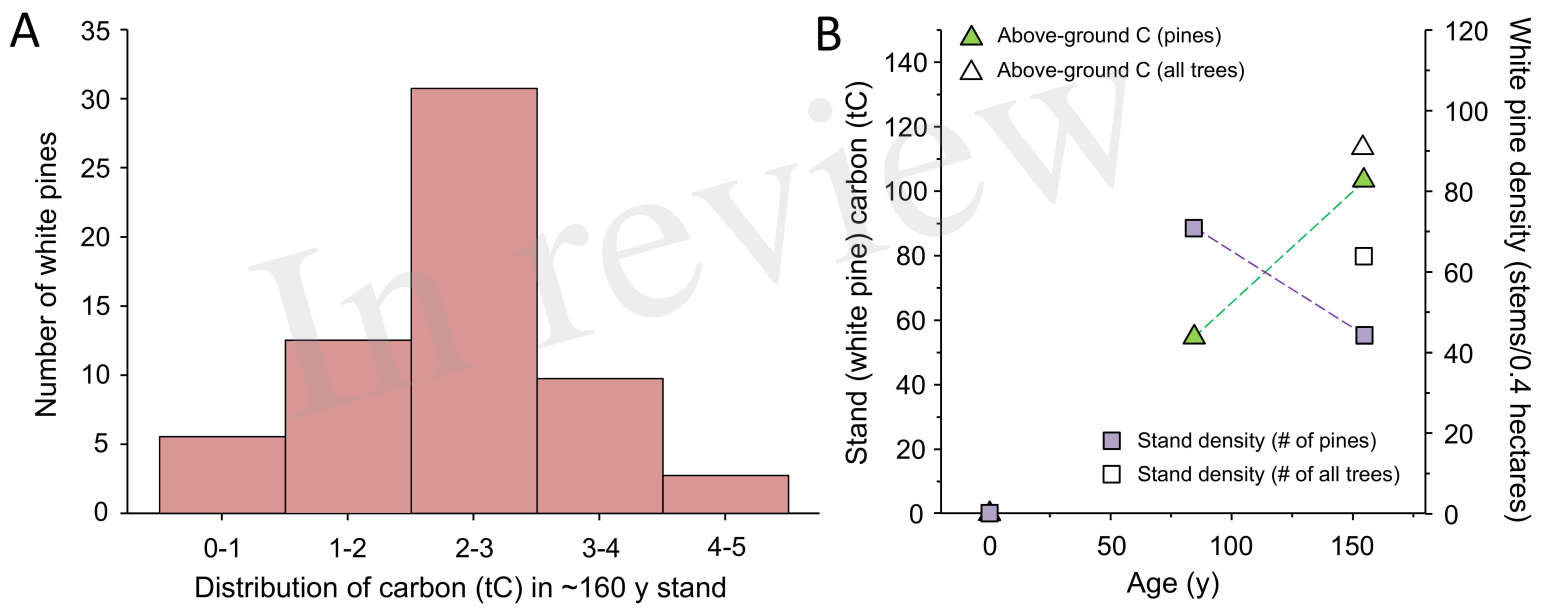 A
35
30
25
20
15
10
5
0
Number of white pines
0-1 1-2 2-3 3-4 4-5
Distribution of carbon (tC) in ~160 y stand
B
Above-ground C (pines)
Above-ground C (all trees)
140
120
100
80
60
40
20
0
Stand (white pine) carbon (tC)
120
100
80
60
40
20
0
White pine density (stems/0.4 hectares)
Stand density (# of pines)
Stand density (# of all trees)
0 50 100 150
Age (y)
In review